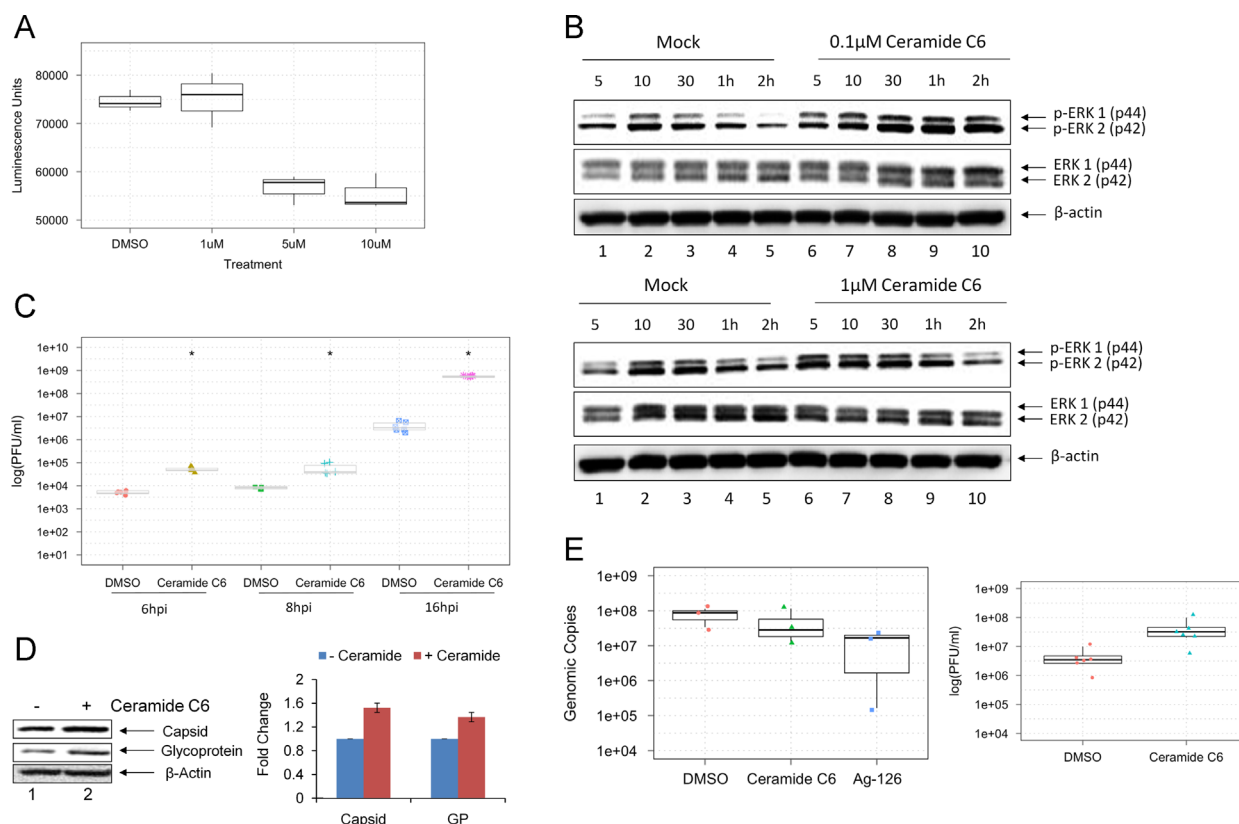 A
Luminescence Units
80000
70000
60000
50000
DMSO 1uM 5uM 10uM
Treatment
B
Mock 0.1µM Ceramide C6
5 10 30 1h 2h 5 10 30 1h 2h
p-ERK 1 (p44)
p-ERK 2 (p42)
ERK 1 (p44)
ERK 2 (p42)
β-actin
1 2 3 4 5 6 7 8 9 10
Mock 1µM Ceramide C6
5 10 30 1h 2h 5 10 30 1h 2h
p-ERK 1 (p44)
p-ERK 2 (p42)
ERK 1 (p44)
ERK 2 (p42)
β-actin
1 2 3 4 5 6 7 8 9 10
C
log(PFU/ml)
1e+10
1e+09
1e+08
1e+07
1e+06
1e+05
1e+04
1e+03
1e+02
1e+01
* * *
DMSO Ceramide C6 DMSO Ceramide C6 DMSO Ceramide C6
6hpi 8hpi 16hpi
D
- + Ceramide C6
Capsid
Glycoprotein
β-Actin
1 2
- Ceramide + Ceramide
Fold Change
2
1.6
1.2
0.8
0.4
0
Capsid GP
E
Genomic Copies
1e+09
1e+08
1e+07
1e+06
1e+05
1e+04
DMSO Ceramide C6 Ag-126
log(PFU/ml)
1e+09
1e+08
1e+07
1e+06
1e+05
1e+04
DMSO Ceramide C6